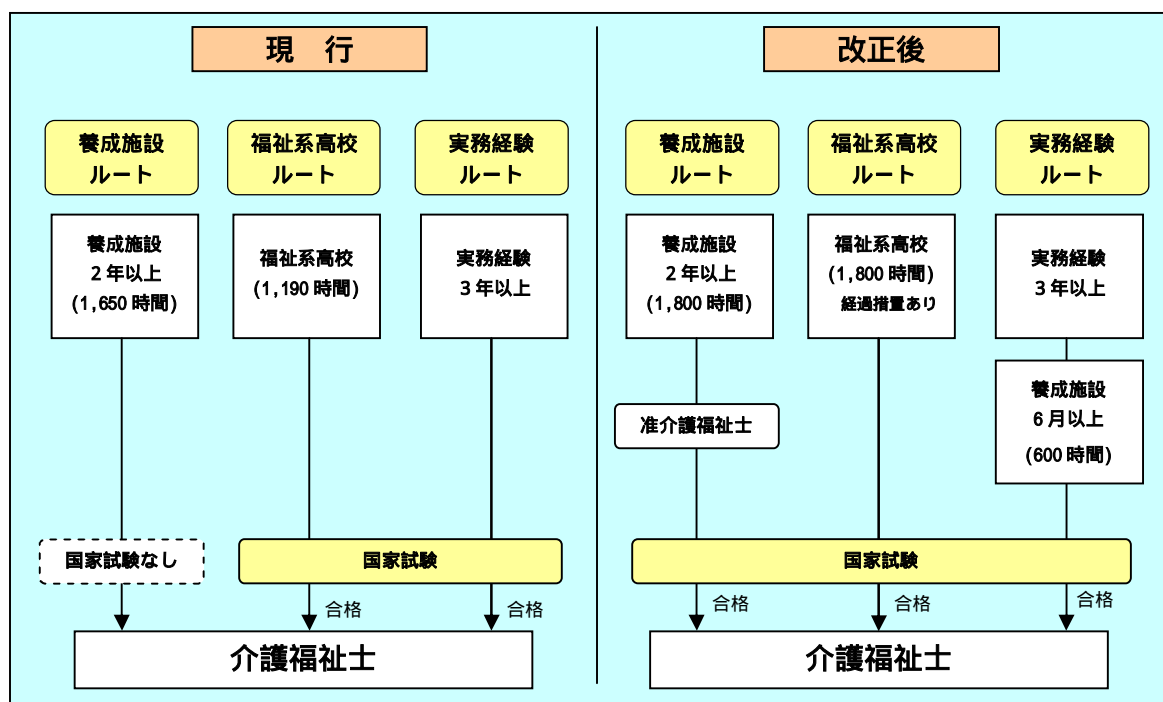 現　行
養成施設
ルート
福祉系高校
ルート
実務経験
ルート
養成施設
2年以上
(1,650時間)
福祉系高校
(1,190時間)
実務経験
3年以上
国家試験なし
国家試験
合格
合格
介護福祉士
改正後
養成施設
ルート
福祉系高校
ルート
実務経験
ルート
養成施設
2年以上
(1,800時間)
福祉系高校
(1,800時間)
経過措置あり
実務経験
3年以上
准介護福祉士
養成施設
6月以上
(600時間)
国家試験
合格
合格
合格
介護福祉士